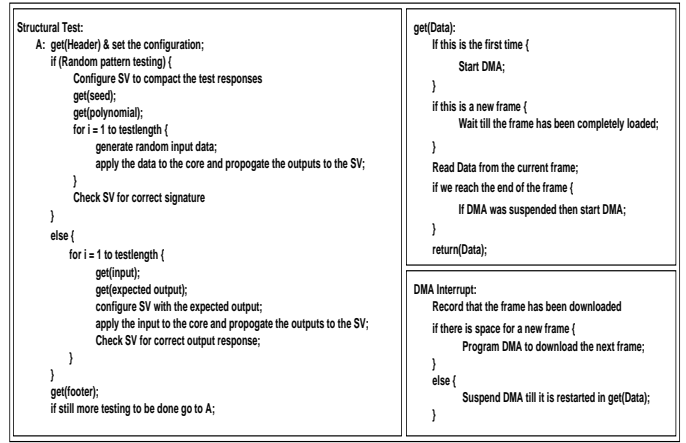 Structural Test:
A: get(Header) & set the configuration;
if (Random pattern testing) {
Configure SV to compact the test responses
get(seed);
get(polynomial);
for i = 1 to testlength {
generate random input data;
apply the data to the core and propogate the outputs to the SV;
}
Check SV for correct signature
}
else {
for i = 1 to testlength {
get(input);
get(expected output);
configure SV with the expected output;
apply the input to the core and propogate the outputs to the SV;
Check SV for correct output response;
}
}
get(footer);
if still more testing to be done go to A;
get(Data):
If this is the first time {
Start DMA;
}
if this is a new frame {
Wait till the frame has been completely loaded;
}
Read Data from the current frame;
if we reach the end of the frame {
If DMA was suspended then start DMA;
}
return(Data);
DMA Interrupt:
Record that the frame has been downloaded
if there is space for a new frame {
Program DMA to download the next frame;
}
else {
Suspend DMA till it is restarted in get(Data);
}